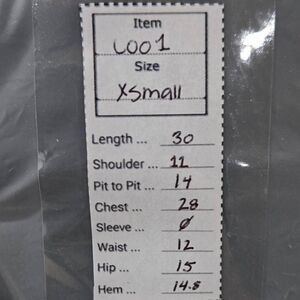 Item
L001
Size
XSmall
Length ... 30
Shoulder ... 11
Pit to Pit ... 14
Chest ... 28
Sleeve ... Ø
Waist ... 12
Hip ... 15
Hem ... 14.5